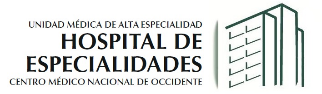 UNIDAD MÉDICA DE ALTA ESPECIALIDAD
HOSPITAL DE
ESPECIALIDADES
CENTRO MÉDICO NACIONAL DE OCCIDENTE